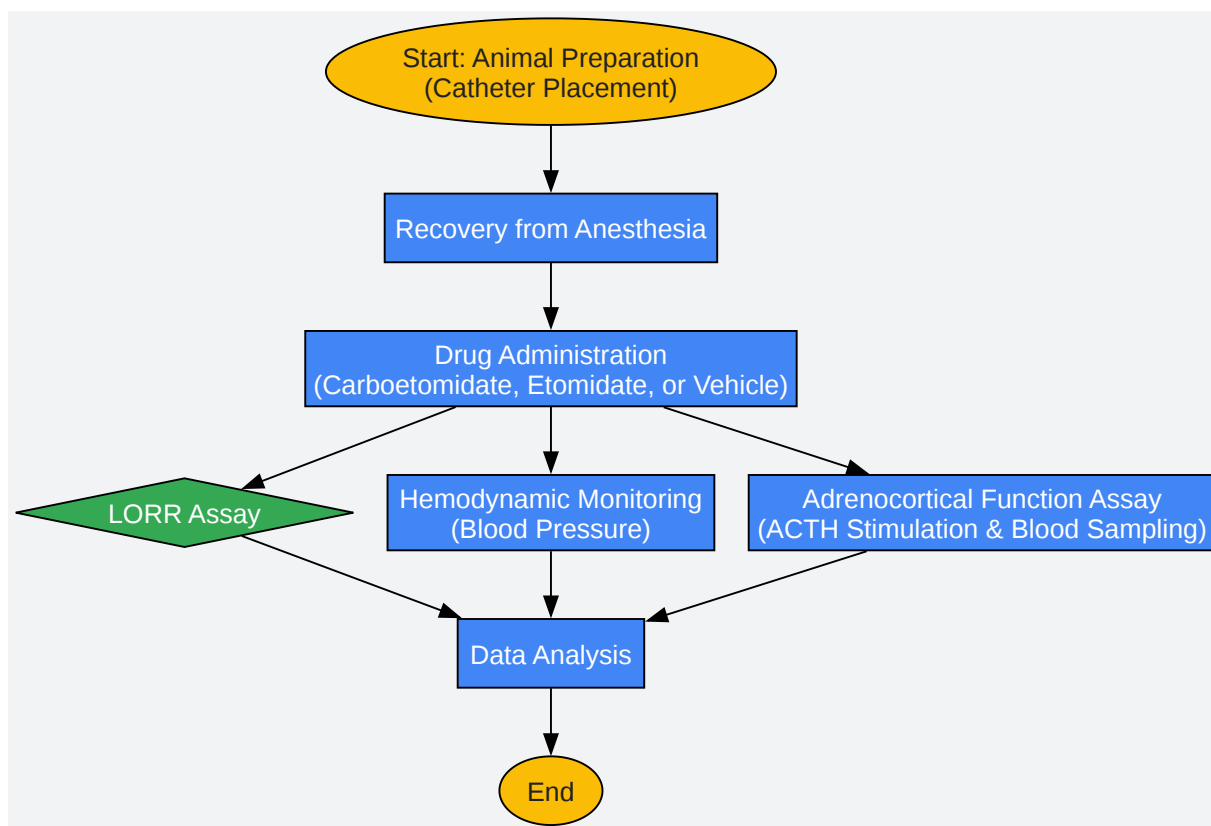 Start: Animal Preparation
(Catheter Placement)
Recovery from Anesthesia
Drug Administration
(Carboetomidate, Etomidate, or Vehicle)
LORR Assay
Hemodynamic Monitoring
(Blood Pressure)
Adrenocortical Function Assay
(ACTH Stimulation & Blood Sampling)
Data Analysis
End